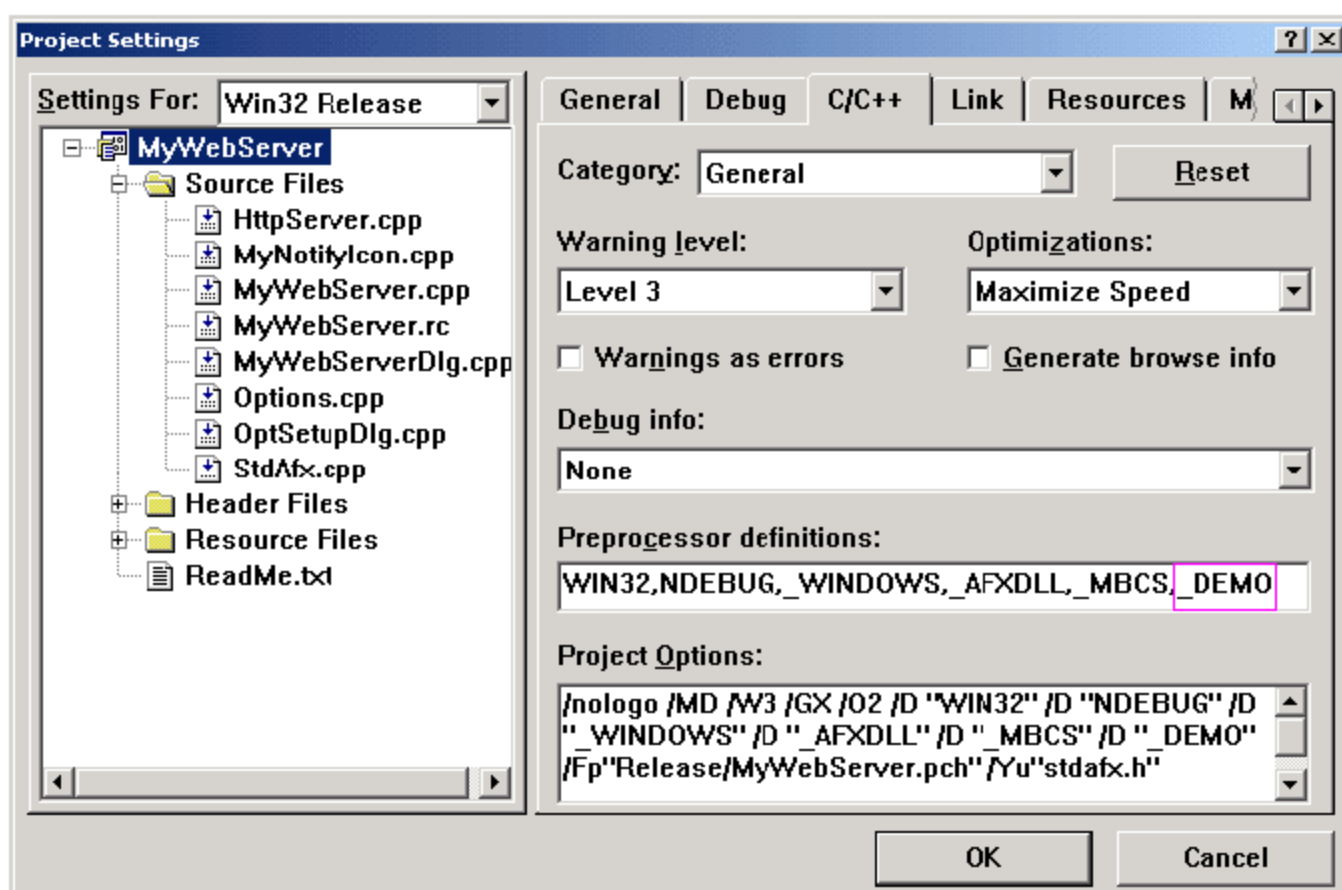 Project Settings
Settings For: Win32 Release
MyWebServer
Source Files
HttpServer.cpp
MyNotifyIcon.cpp
MyWebServer.cpp
MyWebServer.rc
MyWebServerDlg.cpp
Options.cpp
OptSetupDlg.cpp
StdAfx.cpp
Header Files
Resource Files
ReadMe.txt
General Debug C/C++ Link Resources M
Category: General Reset
Warning level: Optimizations:
Level 3 Maximize Speed
Warnings as errors Generate browse info
Debug info:
None
Preprocessor definitions:
WIN32,NDEBUG,_WINDOWS,_AFXDLL,_MBCS,_DEMO
Project Options:
/nologo /MD /W3 /GX /O2 /D "WIN32" /D "NDEBUG" /D
"_WINDOWS" /D "_AFXDLL" /D "_MBCS" /D "_DEMO"
/Fp"Release/MyWebServer.pch" /Yu"stdafx.h"
OK Cancel